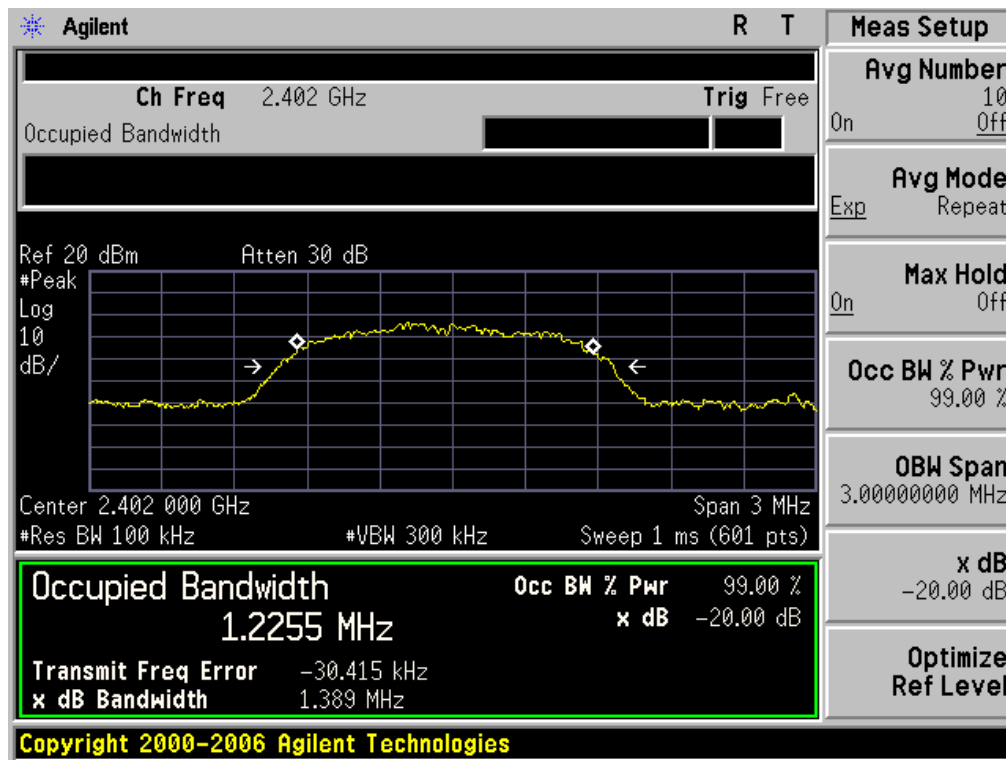 Agilent R T
Ch Freq 2.402 GHz Trig Free
Occupied Bandwidth
Ref 20 dBm Atten 30 dB
#Peak
Log
10
dB/
Center 2.402 000 GHz Span 3 MHz
#Res BW 100 kHz #VBW 300 kHz Sweep 1 ms (601 pts)
Occupied Bandwidth Occ BW % Pwr 99.00 %
1.2255 MHz x dB -20.00 dB
Transmit Freq Error -30.415 kHz
x dB Bandwidth 1.389 MHz
Copyright 2000-2006 Agilent Technologies
Meas Setup
Avg Number
10
On Off
Avg Mode
Exp Repeat
Max Hold
On Off
Occ BW % Pwr
99.00 %
OBW Span
3.00000000 MHz
x dB
-20.00 dB
Optimize
Ref Level